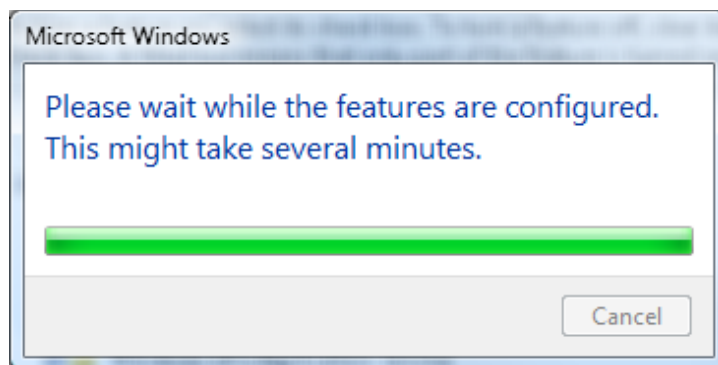 Microsoft Windows
Please wait while the features are configured.
This might take several minutes.
Cancel